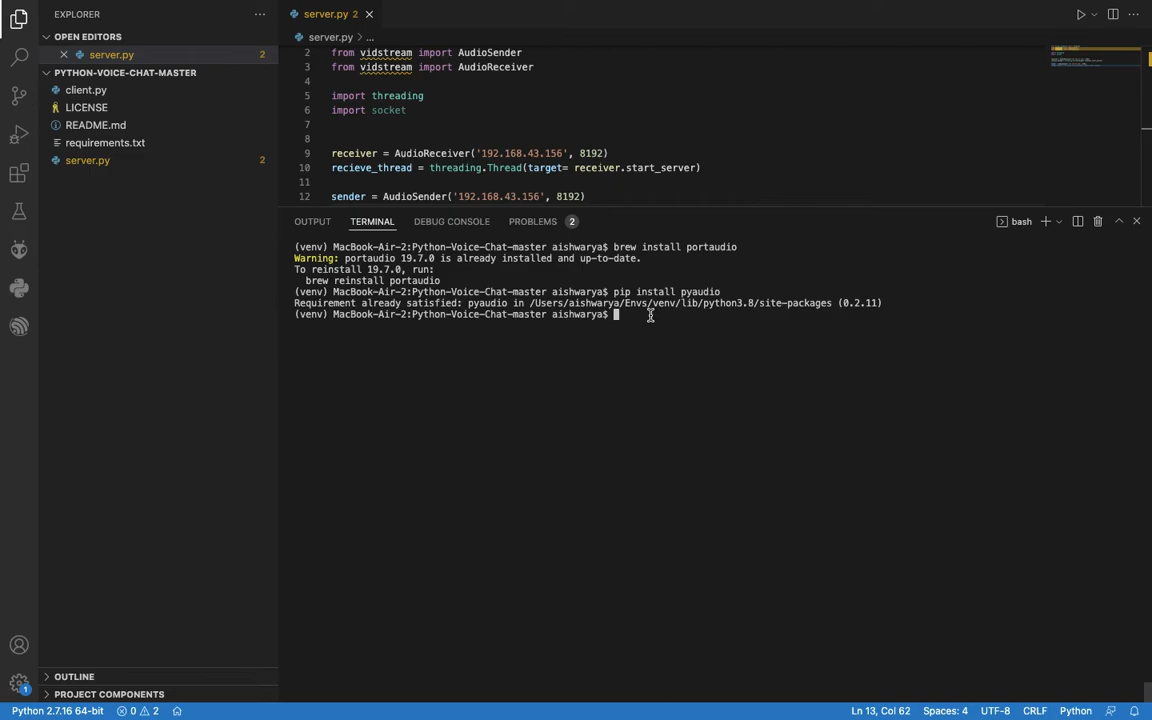 EXPLORER
OPEN EDITORS
server.py 2
PYTHON-VOICE-CHAT-MASTER
client.py
LICENSE
README.md
requirements.txt
server.py 2
OUTLINE
PROJECT COMPONENTS
server.py 2
server.py > ...
2 from vidstream import AudioSender
3 from vidstream import AudioReceiver
4
5 import threading
6 import socket
7
8
9 receiver = AudioReceiver('192.168.43.156', 8192)
10 recieve_thread = threading.Thread(target= receiver.start_server)
11
12 sender = AudioSender('192.168.43.156', 8192)
OUTPUT TERMINAL DEBUG CONSOLE PROBLEMS 2 bash
(venv) MacBook-Air-2:Python-Voice-Chat-master aishwarya$ brew install portaudio
Warning: portaudio 19.7.0 is already installed and up-to-date.
To reinstall 19.7.0, run:
brew reinstall portaudio
(venv) MacBook-Air-2:Python-Voice-Chat-master aishwarya$ pip install pyaudio
Requirement already satisfied: pyaudio in /Users/aishwarya/Envs/venv/lib/python3.8/site-packages (0.2.11)
(venv) MacBook-Air-2:Python-Voice-Chat-master aishwarya$
1
Python 2.7.16 64-bit 0 2 Ln 13, Col 62 Spaces: 4 UTF-8 CRLF Python